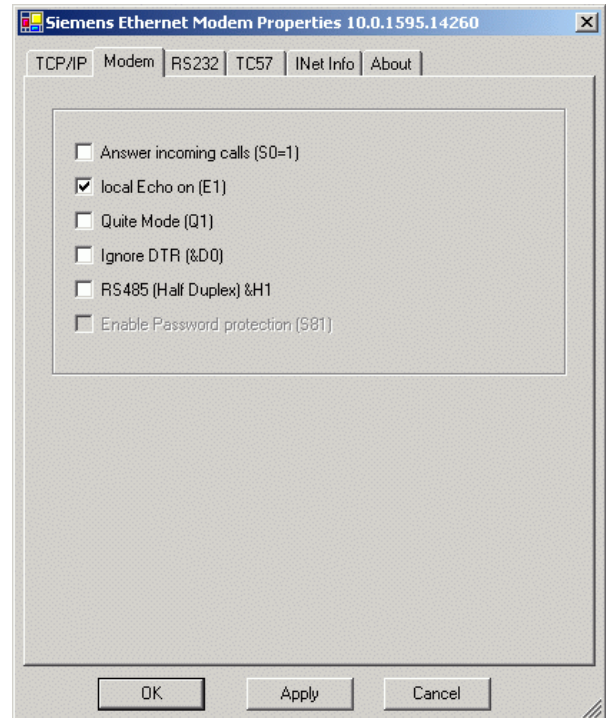 Siemens Ethernet Modem Properties 10.0.1595.14260
TCP/IP Modem RS232 TC57 INet Info About
Answer incoming calls (S0=1)
local Echo on (E1)
Quite Mode (Q1)
Ignore DTR (&D0)
RS485 (Half Duplex) &H1
Enable Password protection (S81)
OK Apply Cancel